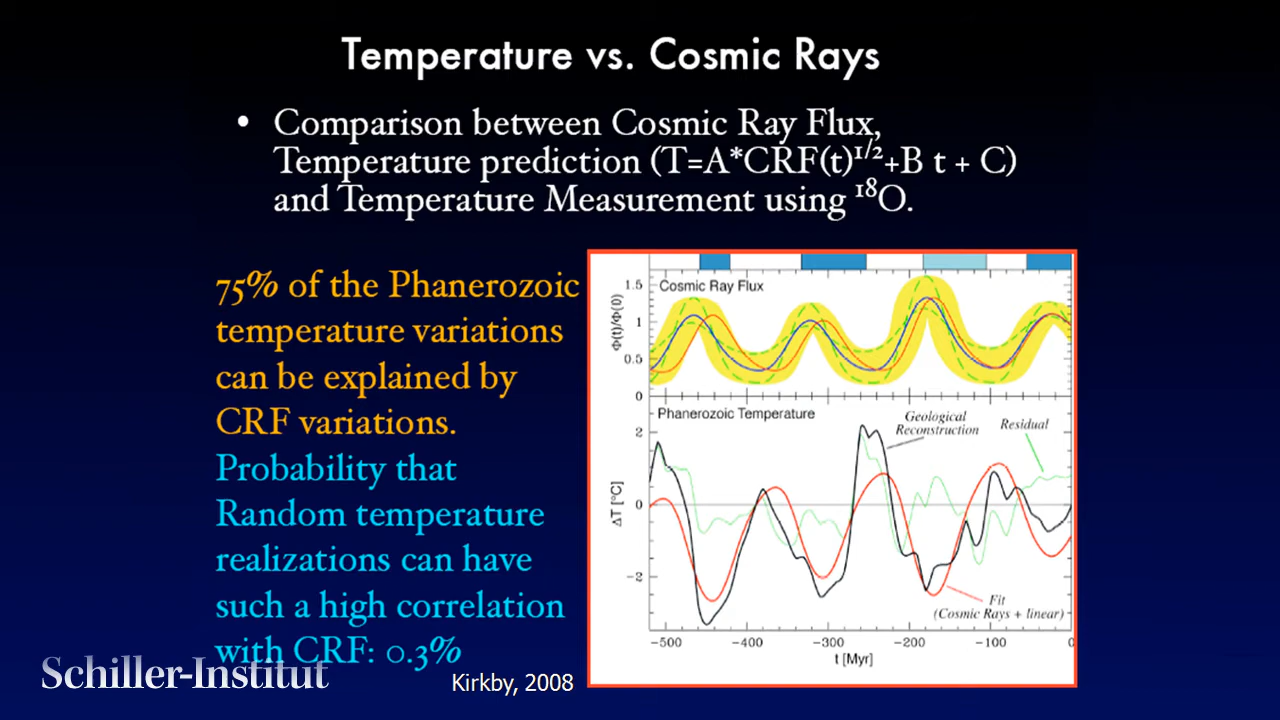 Temperature vs. Cosmic Rays
• Comparison between Cosmic Ray Flux,
Temperature prediction (T=A*CRF(t)¹/²+B t + C)
and Temperature Measurement using ¹⁸O.
75% of the Phanerozoic
temperature variations
can be explained by
CRF variations.
Probability that
Random temperature
realizations can have
such a high correlation
with CRF: 0.3%
Schiller-Institut
Kirkby, 2008
Cosmic Ray Flux
Φ(t)/Φ(0)
1.5
1
0.5
0
Phanerozoic Temperature
Geological
Reconstruction
Residual
ΔT [°C]
2
0
−2
Fit
(Cosmic Rays + linear)
−500 −400 −300 −200 −100 0
t [Myr]